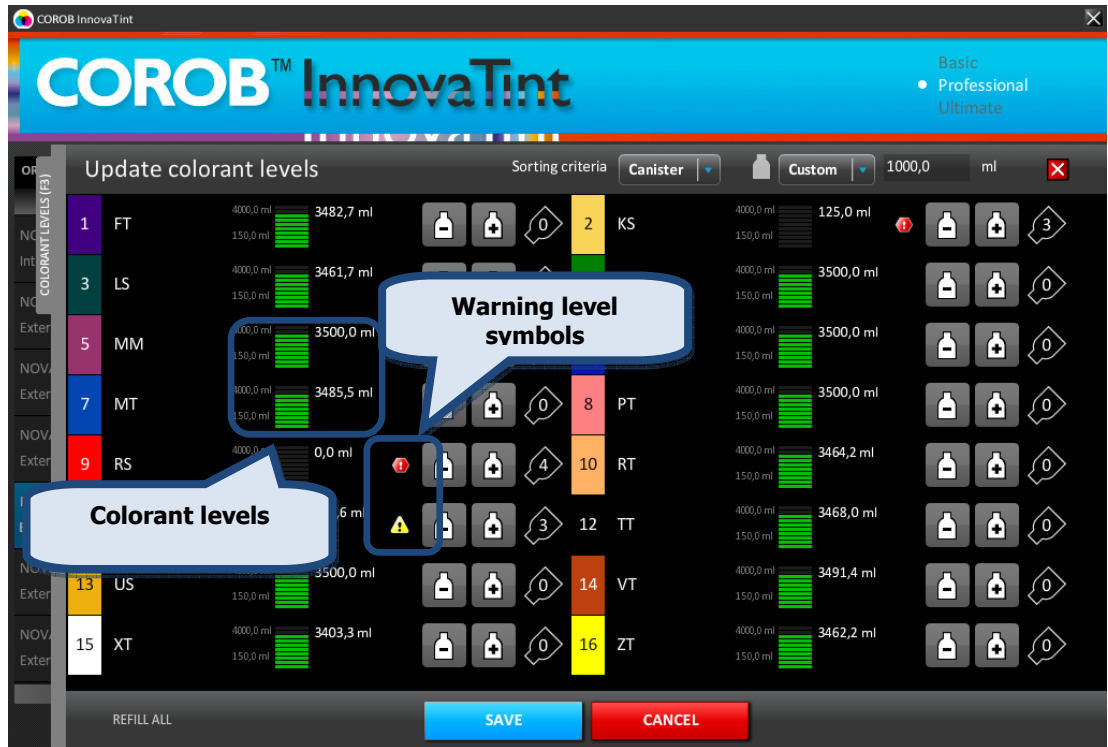 COROB InnovaTint
COROB™ InnovaTint
Basic
Professional
Ultimate
COLORANT LEVELS (F3)
Update colorant levels
Sorting criteria
Canister
Custom
1000,0
ml
1 FT 4000,0 ml 3482,7 ml
150,0 ml
0
2 KS 4000,0 ml 125,0 ml
150,0 ml
3
3 LS 4000,0 ml 3461,7 ml
150,0 ml
4000,0 ml 3500,0 ml
150,0 ml
0
Warning level
symbols
5 MM 3500,0 ml
150,0 ml
4000,0 ml 3500,0 ml
150,0 ml
0
7 MT 4000,0 ml 3485,5 ml
150,0 ml
0
8 PT 4000,0 ml 3500,0 ml
150,0 ml
0
9 RS 0,0 ml
4
10 RT 4000,0 ml 3464,2 ml
150,0 ml
0
Colorant levels
3
12 TT 4000,0 ml 3468,0 ml
150,0 ml
0
13 US 3500,0 ml
150,0 ml
0
14 VT 4000,0 ml 3491,4 ml
150,0 ml
0
15 XT 4000,0 ml 3403,3 ml
150,0 ml
0
16 ZT 4000,0 ml 3462,2 ml
150,0 ml
0
REFILL ALL
SAVE
CANCEL